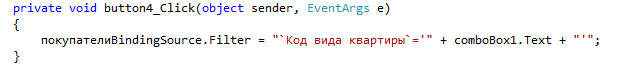 private void button4_Click(object sender, EventArgs e)
{
покупателиBindingSource.Filter = "`Код вида квартиры`='" + comboBox1.Text + "'";
}